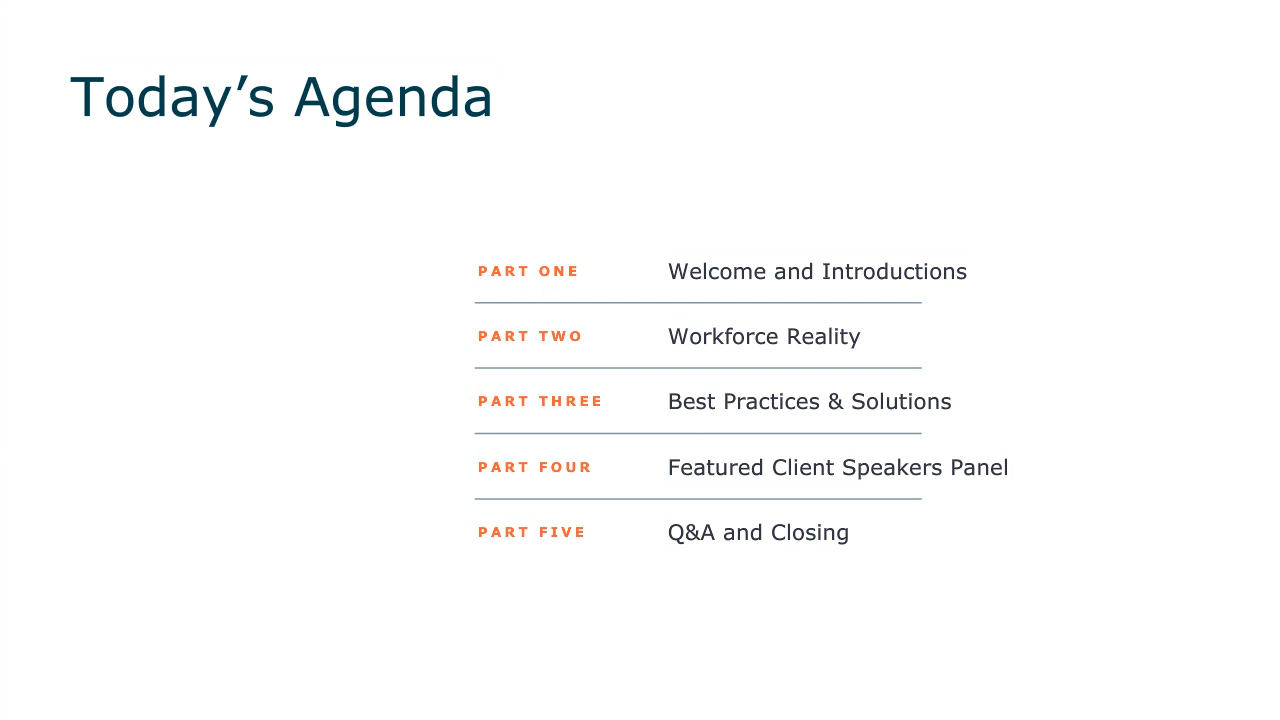 Today’s Agenda
PART ONE Welcome and Introductions
PART TWO Workforce Reality
PART THREE Best Practices & Solutions
PART FOUR Featured Client Speakers Panel
PART FIVE Q&A and Closing